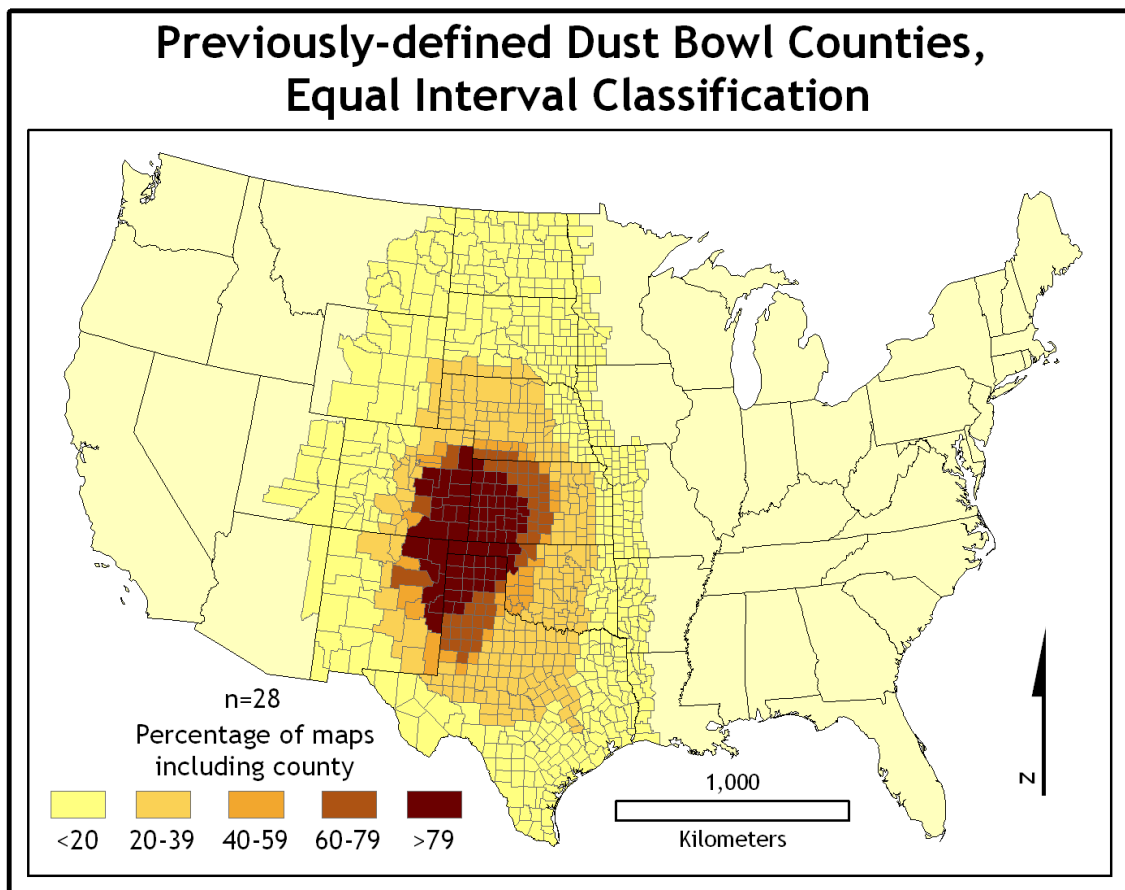 Previously-defined Dust Bowl Counties,
Equal Interval Classification
n=28
Percentage of maps
including county
<20
20-39
40-59
60-79
>79
1,000
Kilometers
N